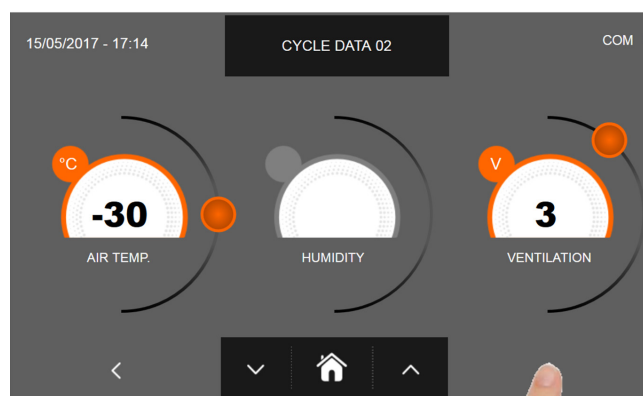 15/05/2017 - 17:14
CYCLE DATA 02
COM
°C
V
-30
3
AIR TEMP.
HUMIDITY
VENTILATION